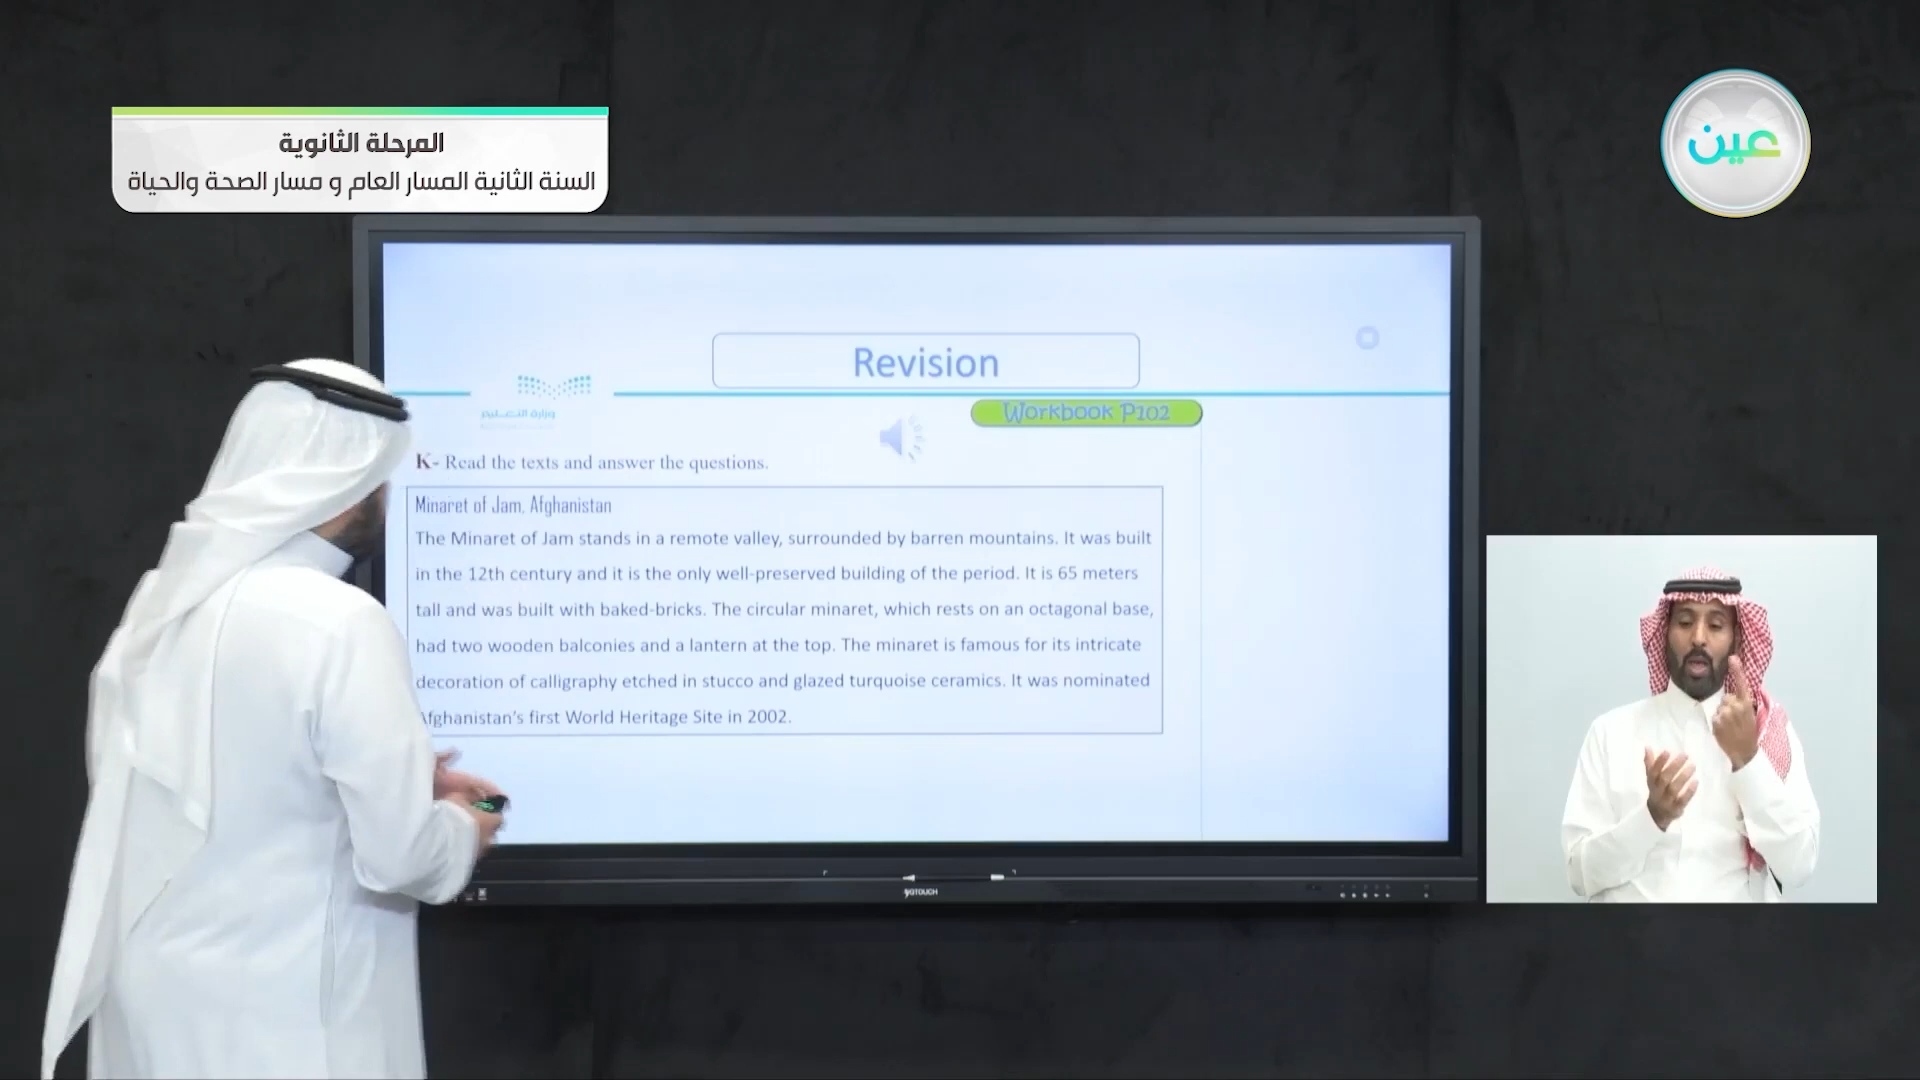 المرحلة الثانوية
السنة الثانية المسار العام و مسار الصحة والحياة
عين
Revision
وزارة التعليم
Workbook P102
K- Read the texts and answer the questions.
Minaret of Jam, Afghanistan
The Minaret of Jam stands in a remote valley, surrounded by barren mountains. It was built
in the 12th century and it is the only well-preserved building of the period. It is 65 meters
tall and was built with baked-bricks. The circular minaret, which rests on an octagonal base,
had two wooden balconies and a lantern at the top. The minaret is famous for its intricate
decoration of calligraphy etched in stucco and glazed turquoise ceramics. It was nominated
Afghanistan's first World Heritage Site in 2002.